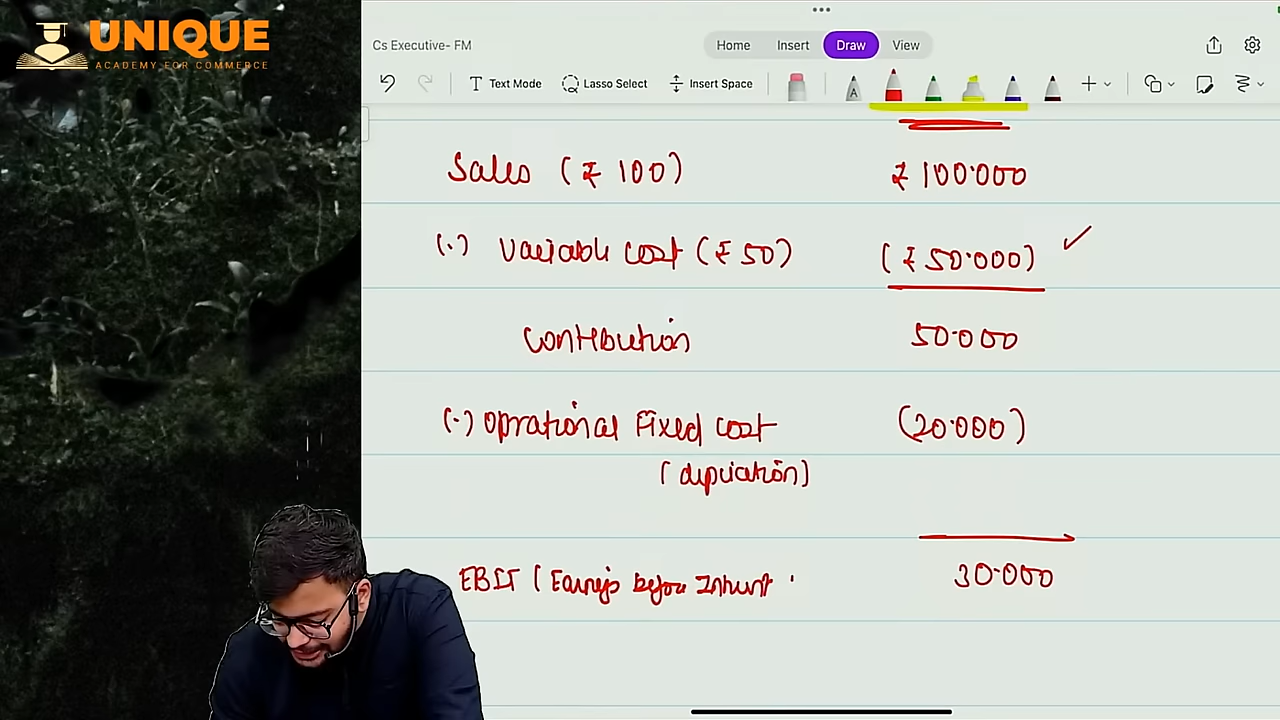 UNIQUE
ACADEMY FOR COMMERCE
Cs Executive- FM
Home Insert Draw View
Text Mode Lasso Select Insert Space
Sales (₹ 100) ₹ 100.000
(-) Variable cost (₹ 50) (₹ 50.000) ✓
Contribution 50.000
(-) Oprational Fixed cost (20.000)
(depriation)
EBIT ( Earnings before Interest 30.000